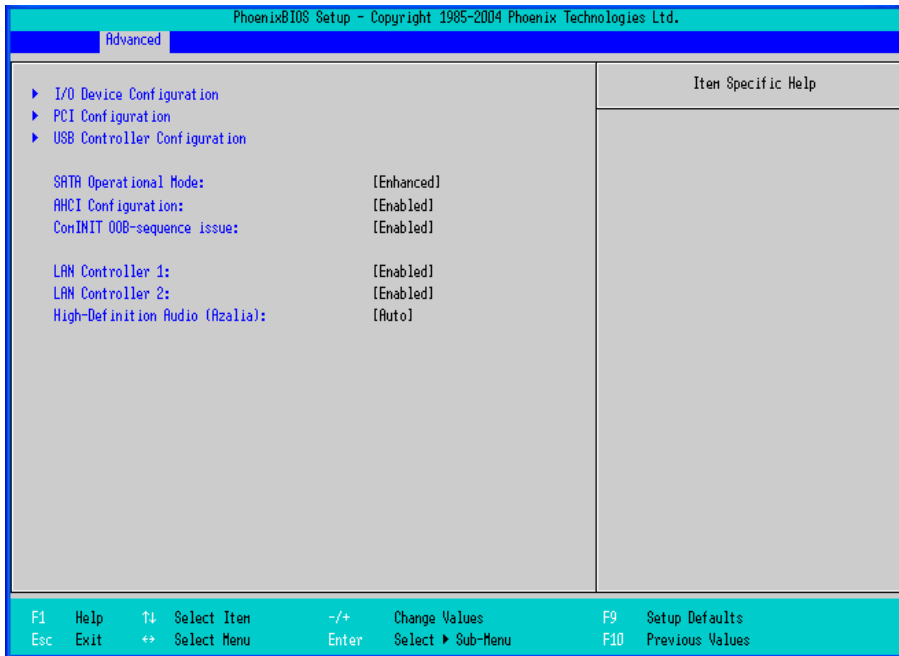 PhoenixBIOS Setup - Copyright 1985-2004 Phoenix Technologies Ltd.
Advanced
Item Specific Help
▶ I/O Device Configuration
▶ PCI Configuration
▶ USB Controller Configuration
SATA Operational Mode: [Enhanced]
AHCI Configuration: [Enabled]
ComINIT OOB-sequence issue: [Enabled]
LAN Controller 1: [Enabled]
LAN Controller 2: [Enabled]
High-Definition Audio (Azalia): [Auto]
F1 Help ↑↓ Select Item -/+ Change Values F9 Setup Defaults
Esc Exit ↔ Select Menu Enter Select ▶ Sub-Menu F10 Previous Values